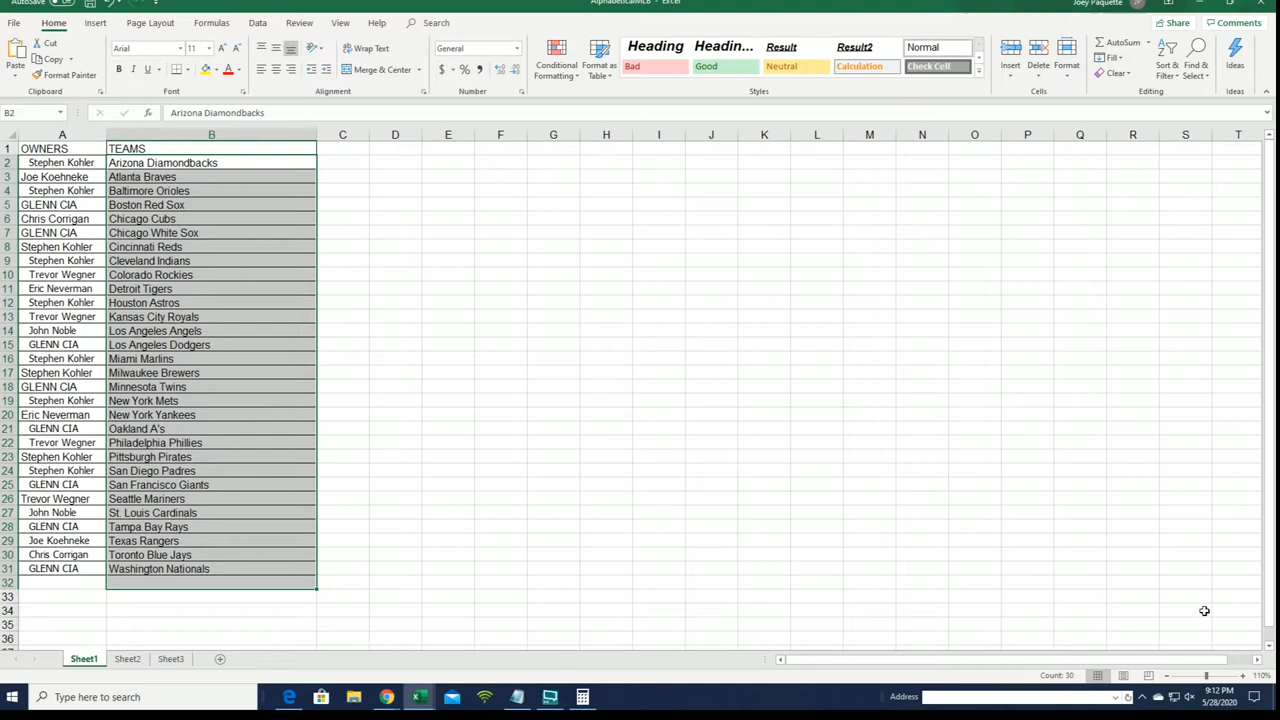 AutoSave AlphabeticalMLB - Excel Joey Paquette JP
File Home Insert Page Layout Formulas Data Review View Help Search Share Comments
Paste Cut Copy Format Painter Clipboard
Arial 11 A A B I U A Font
Wrap Text Merge & Center Alignment
General $ % Number
Conditional Formatting Format as Table
Heading Headin... Result Result2 Normal
Bad Good Neutral Calculation Check Cell
Styles
Insert Delete Format Cells
AutoSum Fill Clear Sort & Filter Find & Select Editing
Ideas Ideas
B2 fx Arizona Diamondbacks
A B C D E F G H I J K L M N O P Q R S T
1 OWNERS TEAMS
2 Stephen Kohler Arizona Diamondbacks
3 Joe Koehneke Atlanta Braves
4 Stephen Kohler Baltimore Orioles
5 GLENN CIA Boston Red Sox
6 Chris Corrigan Chicago Cubs
7 GLENN CIA Chicago White Sox
8 Stephen Kohler Cincinnati Reds
9 Stephen Kohler Cleveland Indians
10 Trevor Wegner Colorado Rockies
11 Eric Neverman Detroit Tigers
12 Stephen Kohler Houston Astros
13 Trevor Wegner Kansas City Royals
14 John Noble Los Angeles Angels
15 GLENN CIA Los Angeles Dodgers
16 Stephen Kohler Miami Marlins
17 Stephen Kohler Milwaukee Brewers
18 GLENN CIA Minnesota Twins
19 Stephen Kohler New York Mets
20 Eric Neverman New York Yankees
21 GLENN CIA Oakland A's
22 Trevor Wegner Philadelphia Phillies
23 Stephen Kohler Pittsburgh Pirates
24 Stephen Kohler San Diego Padres
25 GLENN CIA San Francisco Giants
26 Trevor Wegner Seattle Mariners
27 John Noble St. Louis Cardinals
28 GLENN CIA Tampa Bay Rays
29 Joe Koehneke Texas Rangers
30 Chris Corrigan Toronto Blue Jays
31 GLENN CIA Washington Nationals
32
33
34
35
36
Sheet1 Sheet2 Sheet3
Count: 30 110%
Type here to search Address 9:12 PM
5/28/2020